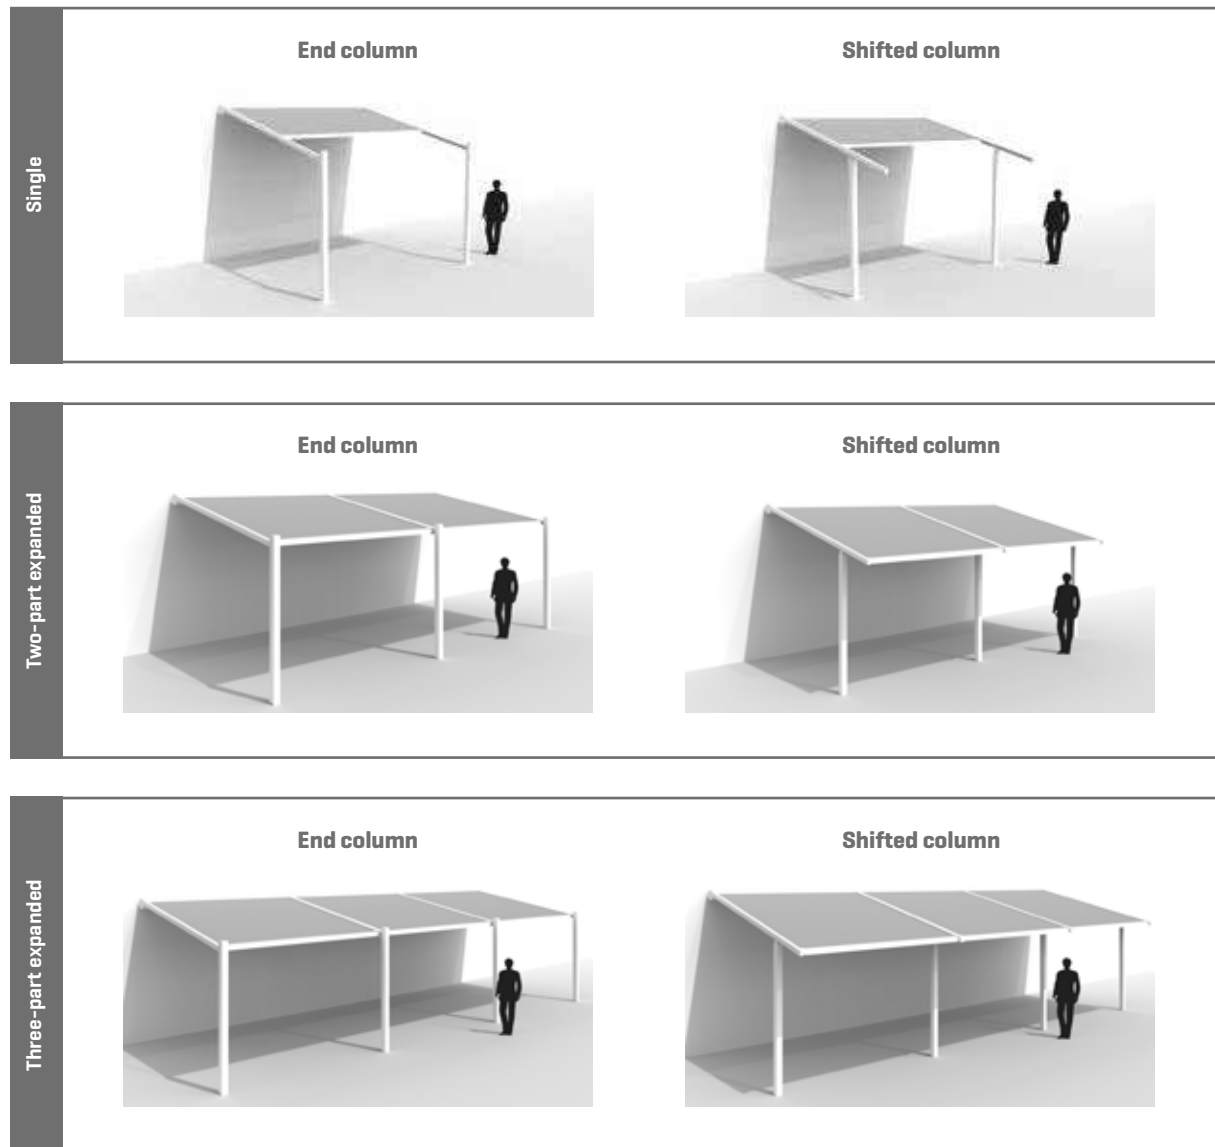 Single
End column
Shifted column
Two-part expanded
End column
Shifted column
Three-part expanded
End column
Shifted column